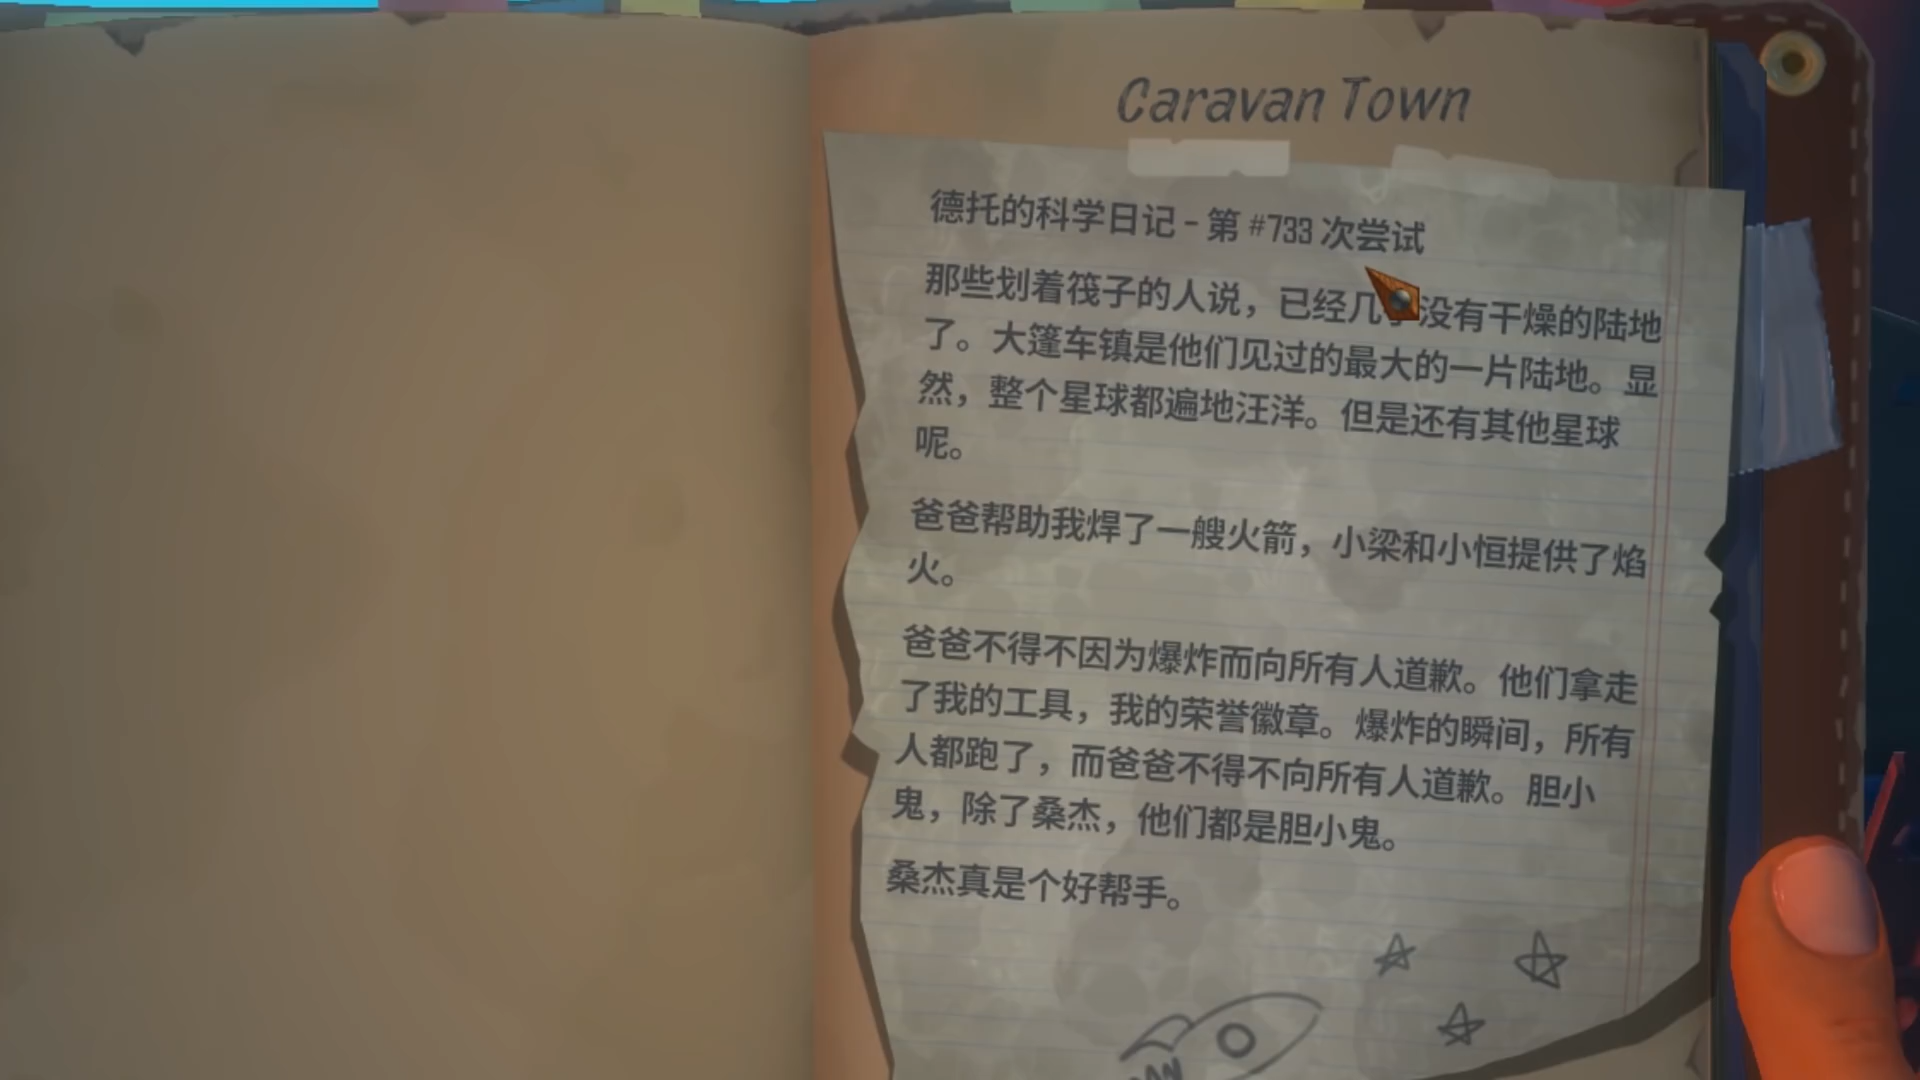 Caravan Town
德托的科学日记 - 第 #733 次尝试
那些划着筏子的人说，已经几乎没有干燥的陆地
了。大篷车镇是他们见过的最大的一片陆地。显
然，整个星球都遍地汪洋。但是还有其他星球
呢。
爸爸帮助我焊了一艘火箭，小梁和小恒提供了焰
火。
爸爸不得不因为爆炸而向所有人道歉。他们拿走
了我的工具，我的荣誉徽章。爆炸的瞬间，所有
人都跑了，而爸爸不得不向所有人道歉。胆小
鬼，除了桑杰，他们都是胆小鬼。
桑杰真是个好帮手。